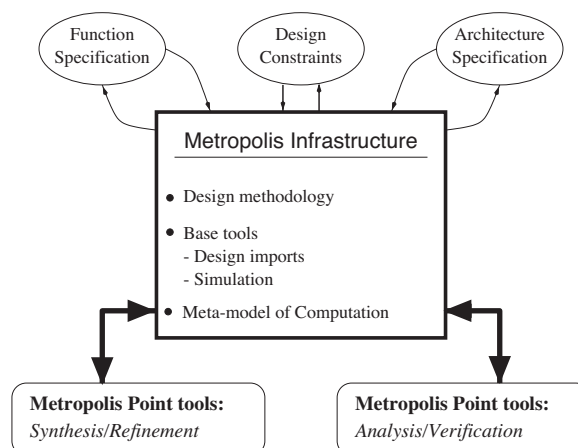 Function
Specification
Design
Constraints
Architecture
Specification
Metropolis Infrastructure
• Design methodology
• Base tools
- Design imports
- Simulation
• Meta-model of Computation
Metropolis Point tools:
Synthesis/Refinement
Metropolis Point tools:
Analysis/Verification